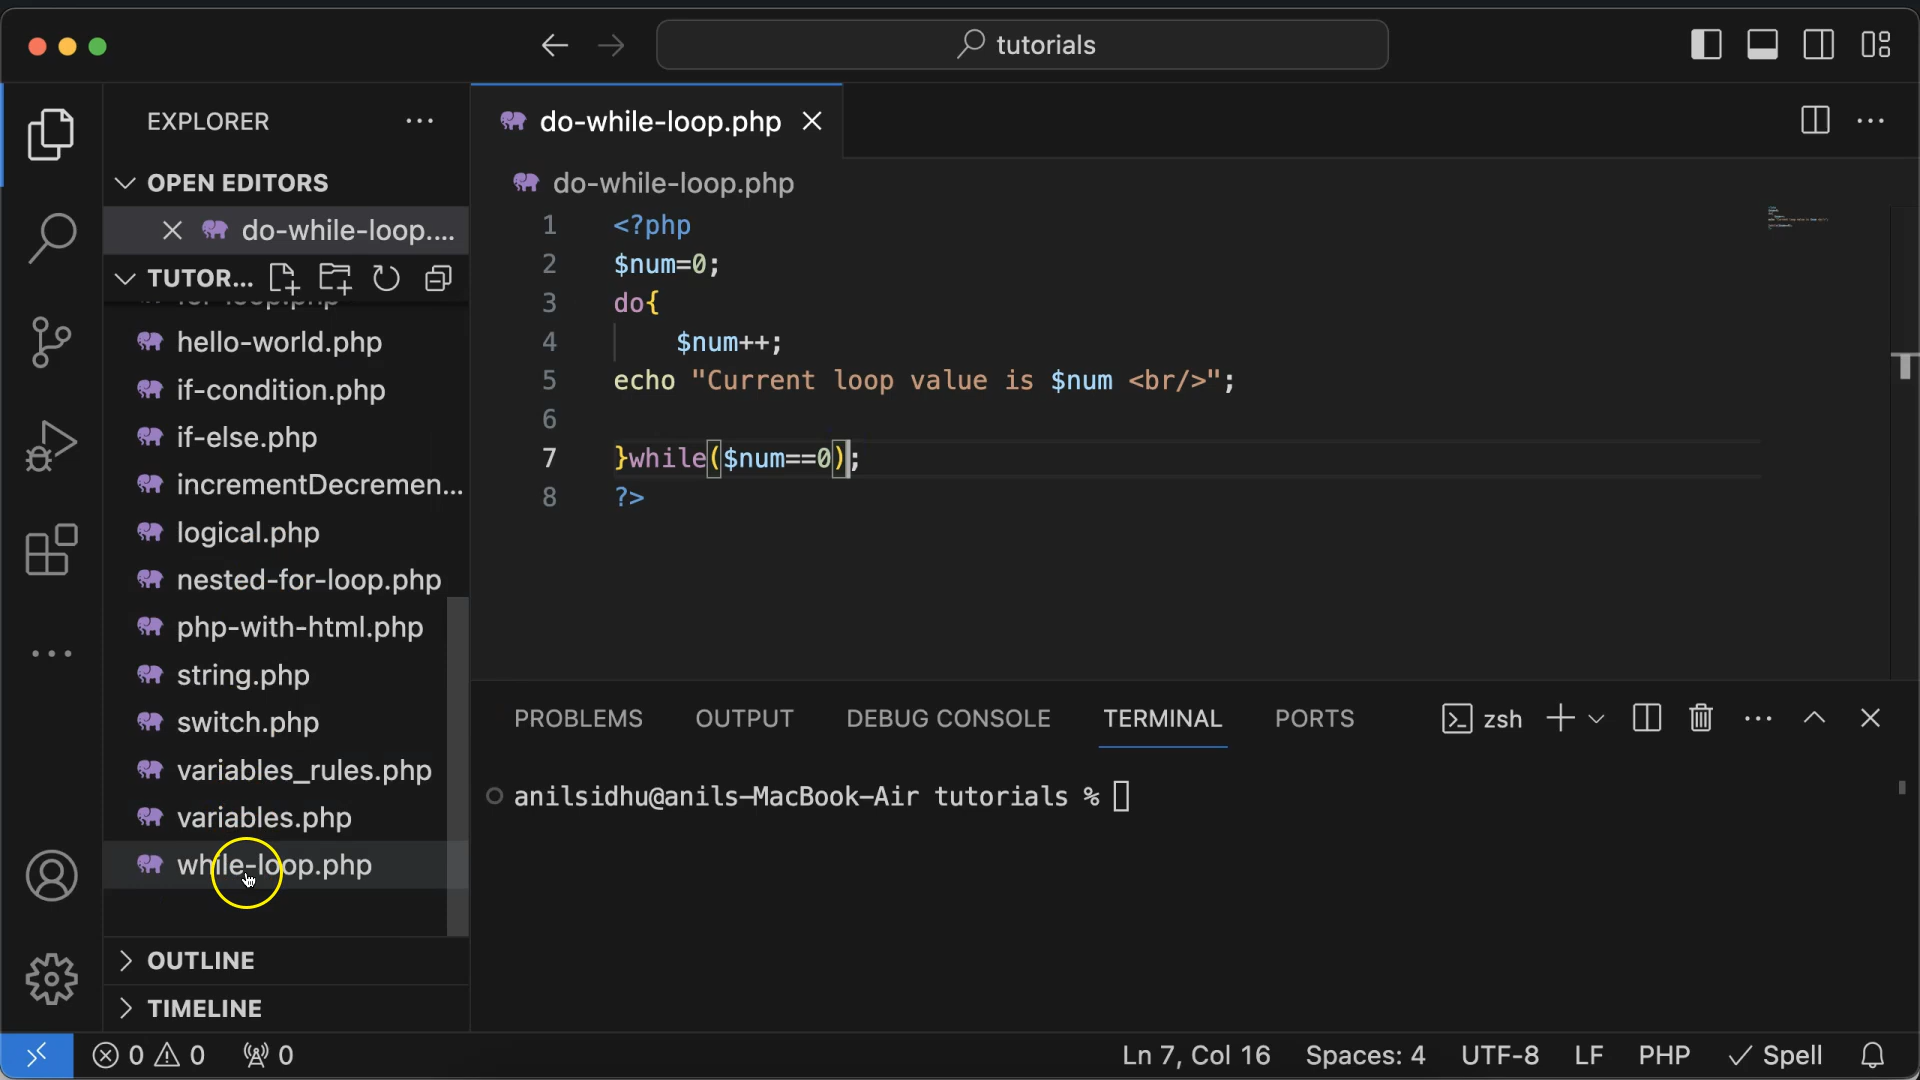 tutorials
EXPLORER
OPEN EDITORS
do-while-loop....
TUTOR...
for-loop.php
hello-world.php
if-condition.php
if-else.php
incrementDecremen...
logical.php
nested-for-loop.php
php-with-html.php
string.php
switch.php
variables_rules.php
variables.php
while-loop.php
OUTLINE
TIMELINE
do-while-loop.php
do-while-loop.php
1 <?php
2 $num=0;
3 do{
4 $num++;
5 echo "Current loop value is $num <br/>";
6
7 }while($num==0);
8 ?>
PROBLEMS OUTPUT DEBUG CONSOLE TERMINAL PORTS zsh
anilsidhu@anils-MacBook-Air tutorials %
0 0 0 Ln 7, Col 16 Spaces: 4 UTF-8 LF PHP Spell